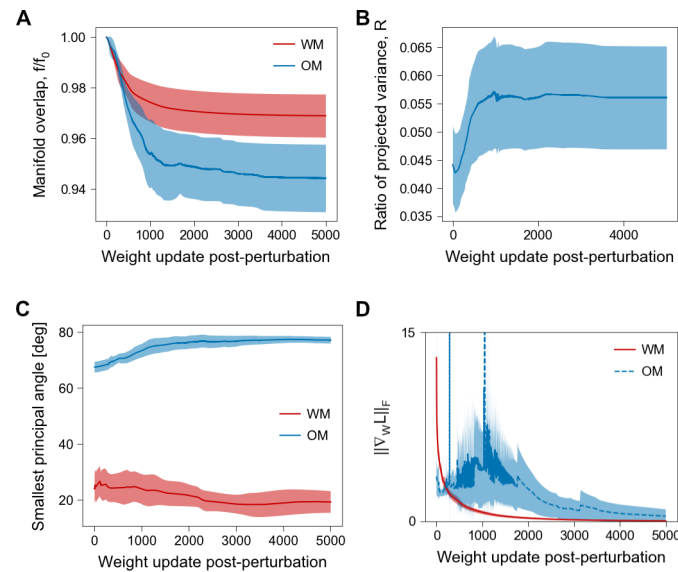 A
Manifold overlap, f/f₀
1.00
0.98
0.96
0.94
WM
OM
0
1000
2000
3000
4000
5000
Weight update post-perturbation
B
Ratio of projected variance, R
0.065
0.060
0.055
0.050
0.045
0.040
0.035
0
2000
4000
Weight update post-perturbation
C
Smallest principal angle [deg]
80
60
40
20
WM
OM
0
1000
2000
3000
4000
5000
Weight update post-perturbation
D
||∇_W L||_F
15
0
WM
OM
0
1000
2000
3000
4000
5000
Weight update post-perturbation